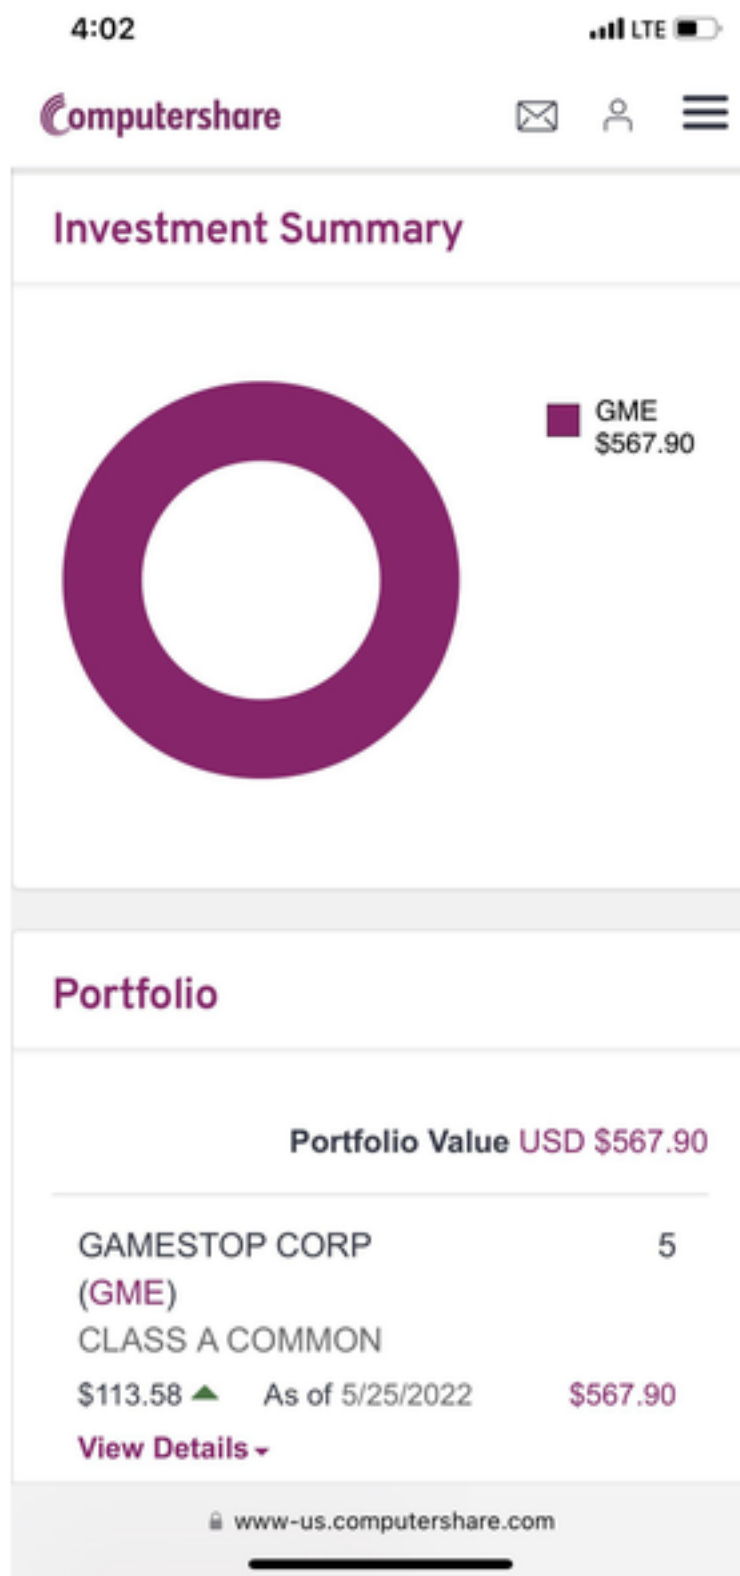 4:02 LTE
Computershare
Investment Summary
GME
$567.90
Portfolio
Portfolio Value USD $567.90
GAMESTOP CORP 5
(GME)
CLASS A COMMON
$113.58 As of 5/25/2022 $567.90
View Details
www-us.computershare.com